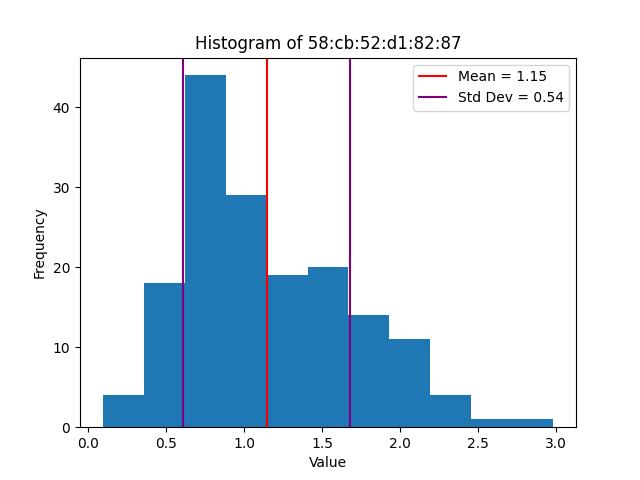 Histogram of 58:cb:52:d1:82:87
Mean = 1.15
Std Dev = 0.54
Frequency
40
30
20
10
0
0.0 0.5 1.0 1.5 2.0 2.5 3.0
Value